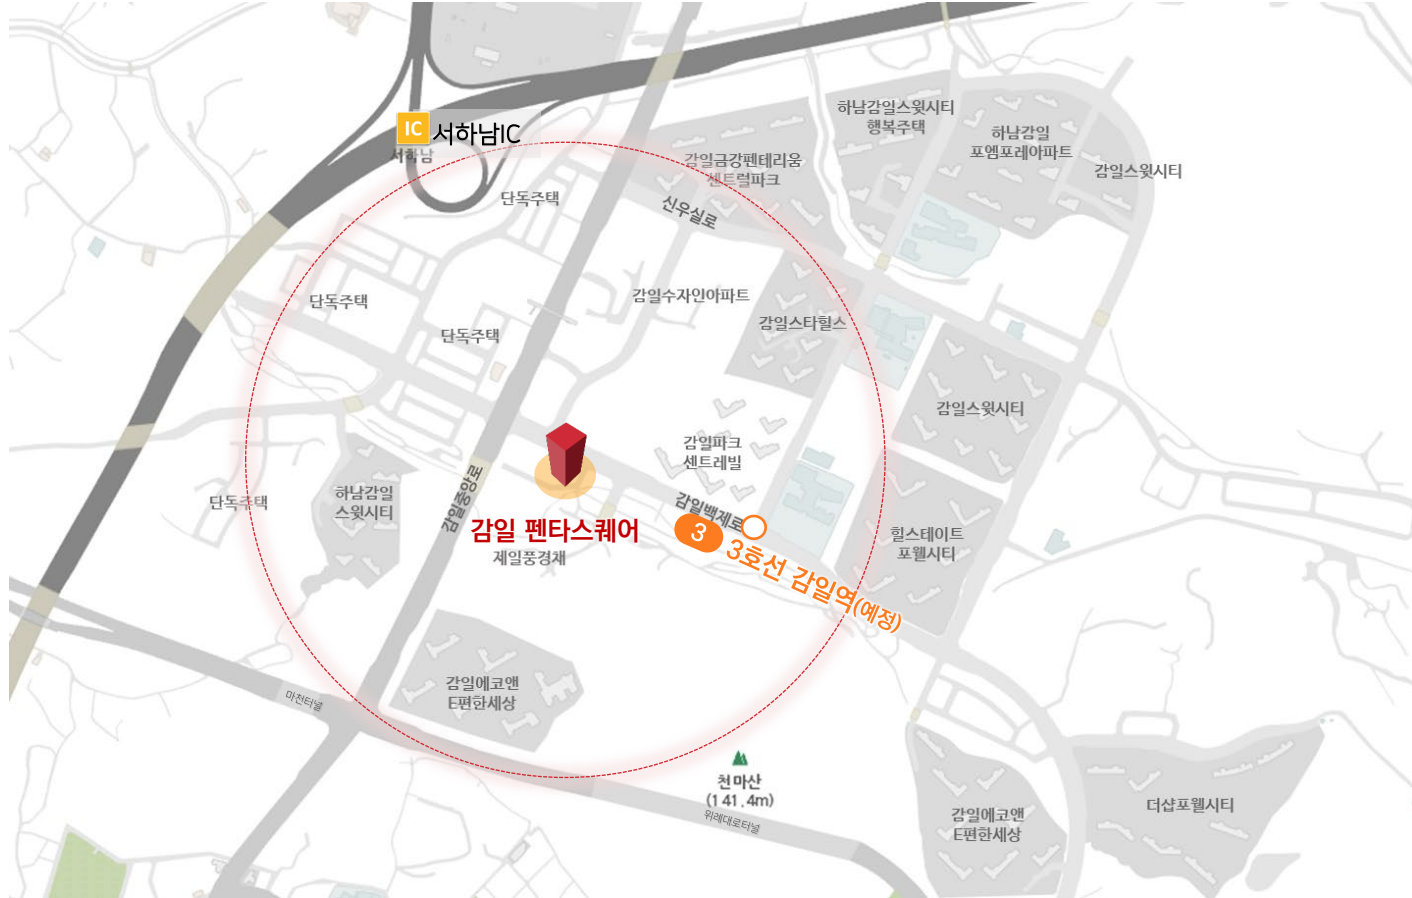 하남감일스윗시티
행복주택
하남감일
포엠포레아파트
IC 서하남IC
서하남
감일금강펜테리움
센트럴파크
감일스윗시티
단독주택
신우실로
단독주택
감일수자인아파트
감일스타힐스
단독주택
감일스윗시티
감일파크
센트레빌
단독주택
하남감일
스윗시티
감일중앙로
감일백제로
감일 펜타스퀘어
제일풍경채
3 3호선 감일역(예정)
힐스테이트
포웰시티
감일에코앤
E편한세상
마천터널
천마산
(141.4m)
위례대로터널
감일에코앤
E편한세상
더샵포웰시티